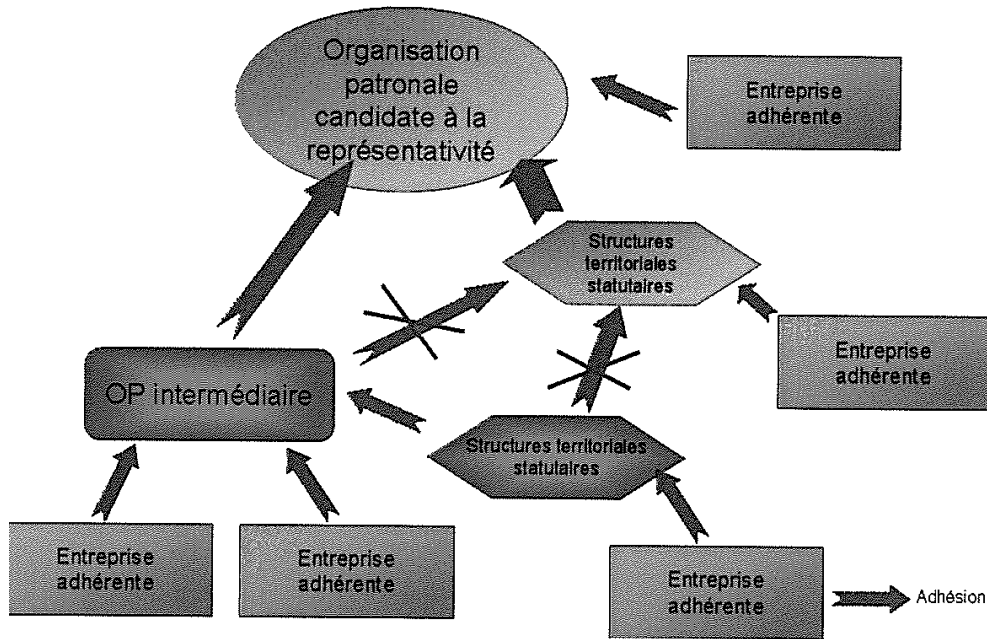 Organisation
patronale
candidate à la
représentativité
Entreprise
adhérente
Structures
territoriales
statutaires
Entreprise
adhérente
OP intermédiaire
Structures territoriales
statutaires
Entreprise
adhérente
Entreprise
adhérente
Entreprise
adhérente
Adhésion